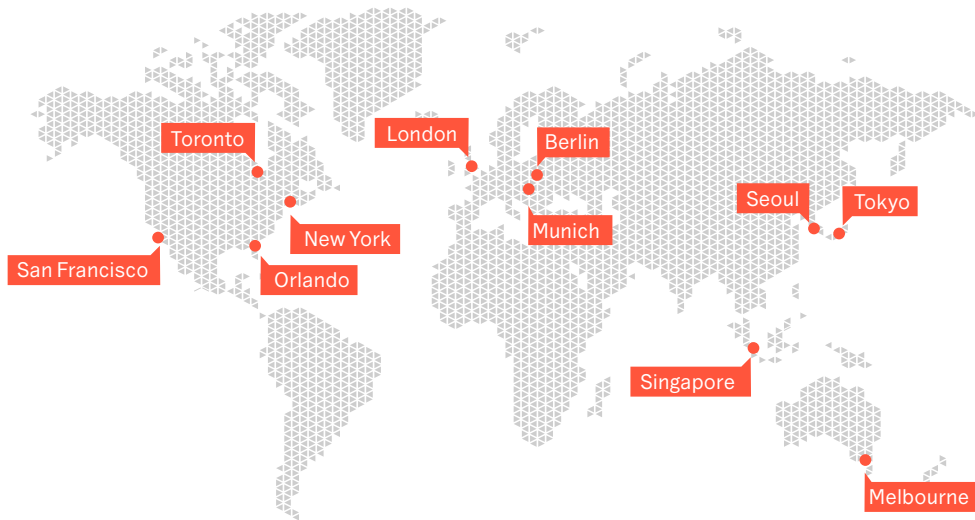 Toronto
London
Berlin
Seoul
Tokyo
New York
Munich
San Francisco
Orlando
Singapore
Melbourne